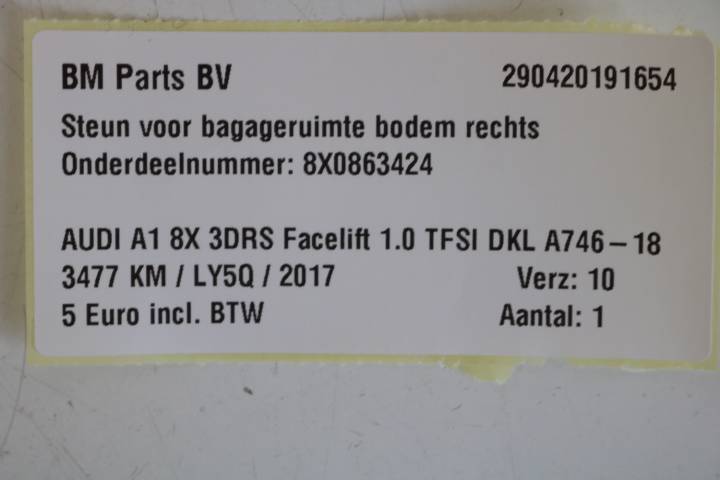 BM Parts BV 290420191654
Steun voor bagageruimte bodem rechts
Onderdeelnummer: 8X0863424
AUDI A1 8X 3DRS Facelift 1.0 TFSI DKL A746-18
3477 KM / LY5Q / 2017 Verz: 10
5 Euro incl. BTW Aantal: 1